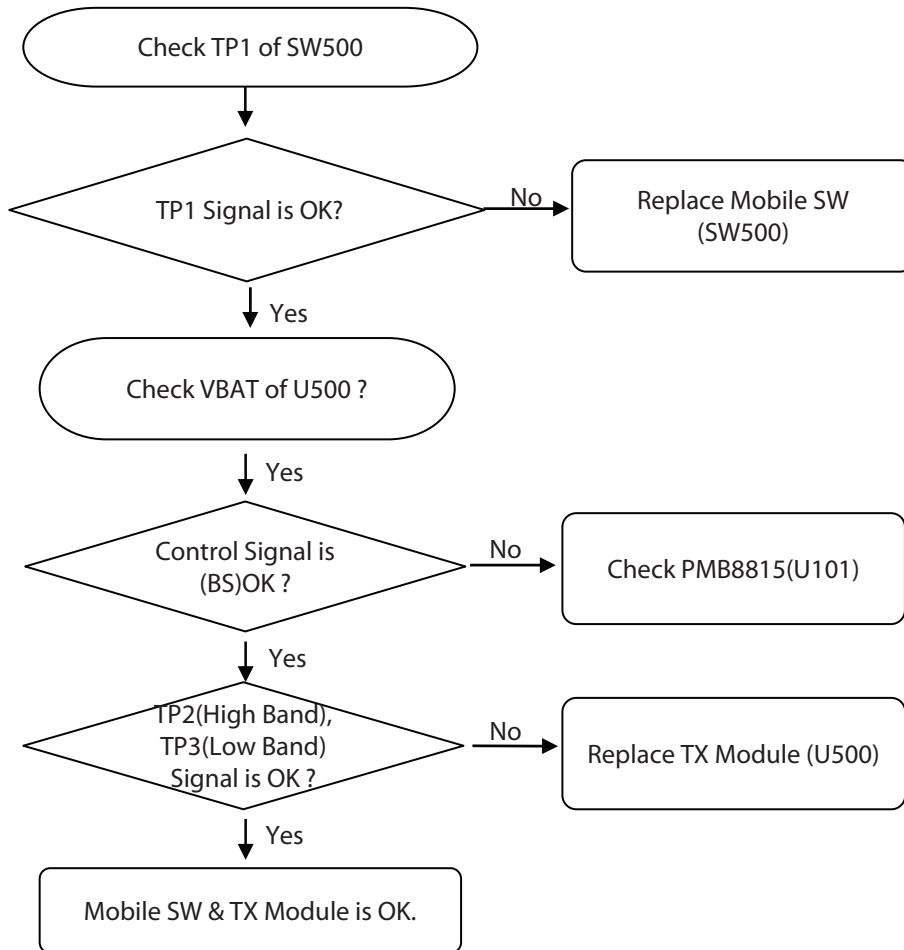 Check TP1 of SW500
TP1 Signal is OK?
No
Replace Mobile SW
(SW500)
Yes
Check VBAT of U500 ?
Yes
Control Signal is
(BS)OK ?
No
Check PMB8815(U101)
Yes
TP2(High Band),
TP3(Low Band)
Signal is OK ?
No
Replace TX Module (U500)
Yes
Mobile SW & TX Module is OK.